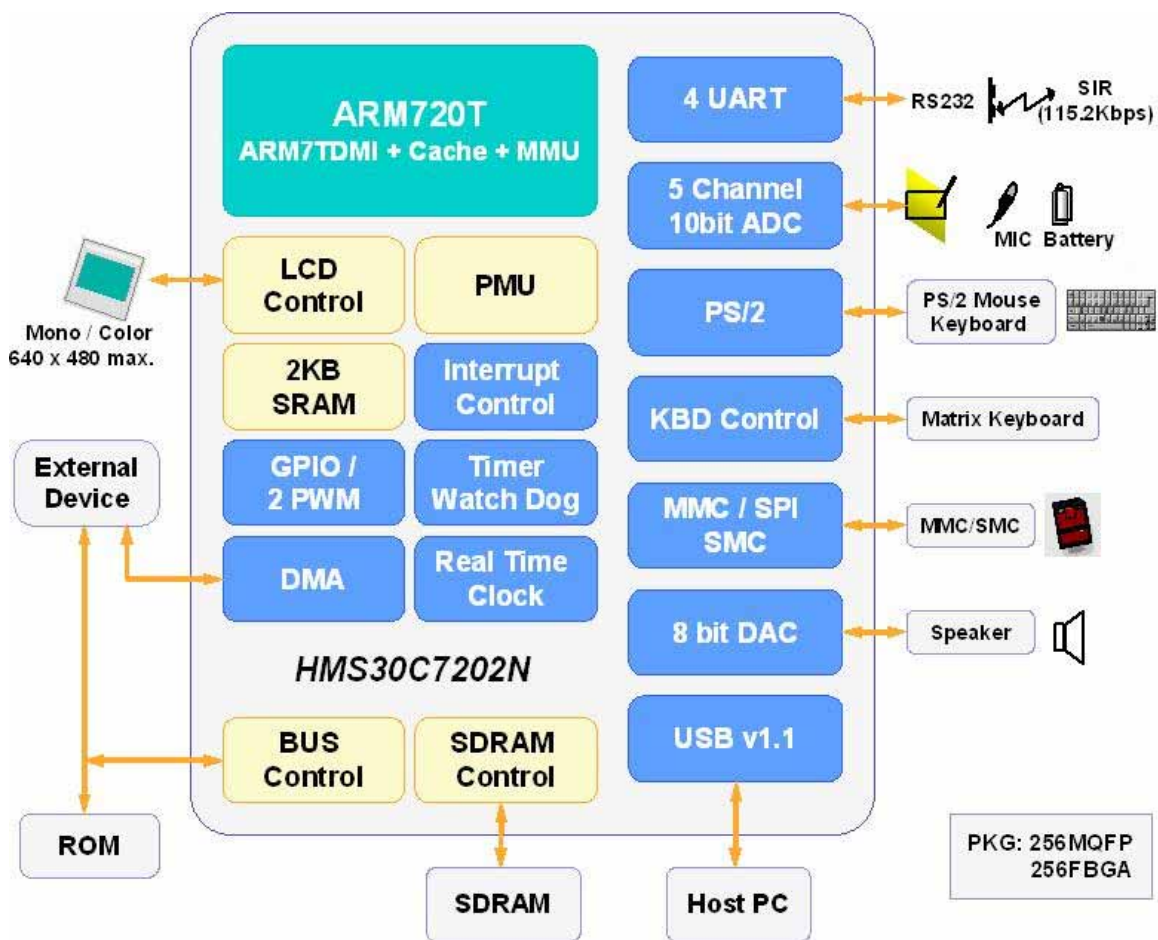 ARM720T
ARM7TDMI + Cache + MMU
4 UART
RS232
SIR
(115.2Kbps)
5 Channel
10bit ADC
MIC Battery
LCD
Control
PMU
Mono / Color
640 x 480 max.
PS/2
PS/2 Mouse
Keyboard
2KB
SRAM
Interrupt
Control
KBD Control
Matrix Keyboard
External
Device
GPIO /
2 PWM
Timer
Watch Dog
MMC / SPI
SMC
MMC/SMC
DMA
Real Time
Clock
8 bit DAC
Speaker
HMS30C7202N
BUS
Control
SDRAM
Control
USB v1.1
ROM
SDRAM
Host PC
PKG: 256MQFP
256FBGA